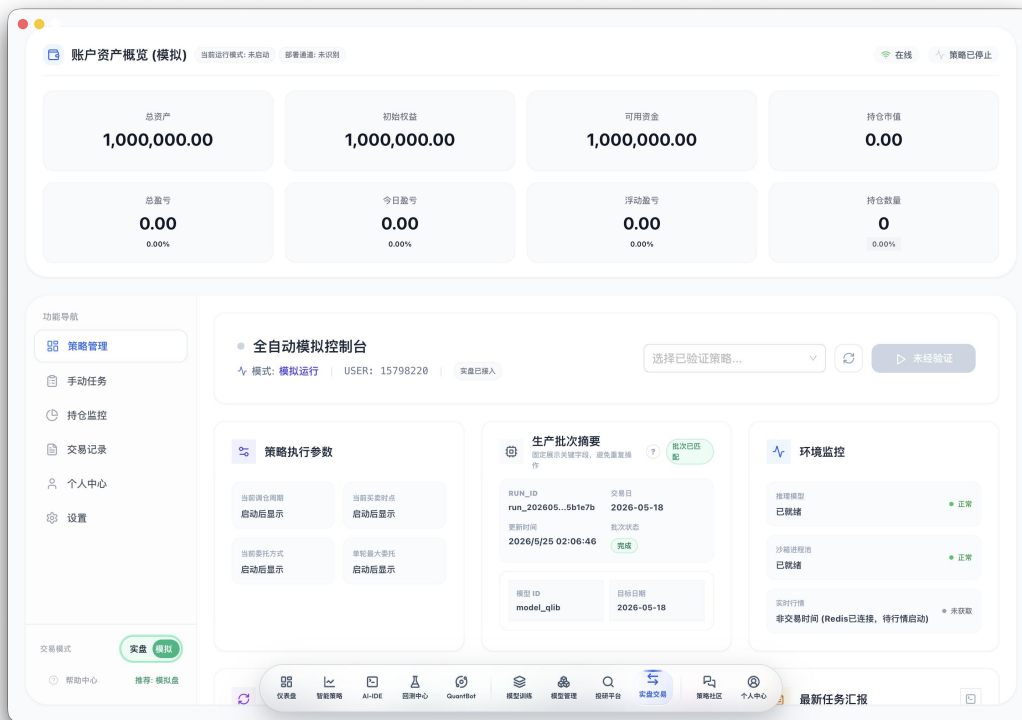 账户资产概览 (模拟) 当前运行模式: 未启动 部署通道: 未识别 在线 策略已停止
总资产 初始权益 可用资金 持仓市值
1,000,000.00 1,000,000.00 1,000,000.00 0.00
总盈亏 今日盈亏 浮动盈亏 持仓数量
0.00 0.00 0.00 0
0.00% 0.00% 0.00% 0.00%
功能导航
策略管理
手动任务
持仓监控
交易记录
个人中心
设置
交易模式 实盘 模拟
帮助中心 推荐: 模拟盘
全自动模拟控制台
模式: 模拟运行 | USER: 15798220 | 实盘已接入
选择已验证策略... 未经验证
策略执行参数
当前调仓周期 当前买卖时点
启动后显示 启动后显示
当前委托方式 单轮最大委托
启动后显示 启动后显示
生产批次摘要
固定展示关键字段，避免重复操
作
?
批次已匹
配
RUN_ID 交易日
run_202605...5b1e7b 2026-05-18
更新时间 批次状态
2026/5/25 02:06:46 完成
模型 ID 目标日期
model_qlib 2026-05-18
环境监控
推理模型
已就绪 正常
沙箱进程池
已就绪 正常
实时行情
非交易时间 (Redis已连接，待行情启动) 未获取
最新任务汇报
仪表盘 智能策略 AI-IDE 回测中心 QuantBot 模型训练 模型管理 投研平台 实盘交易 策略社区 个人中心